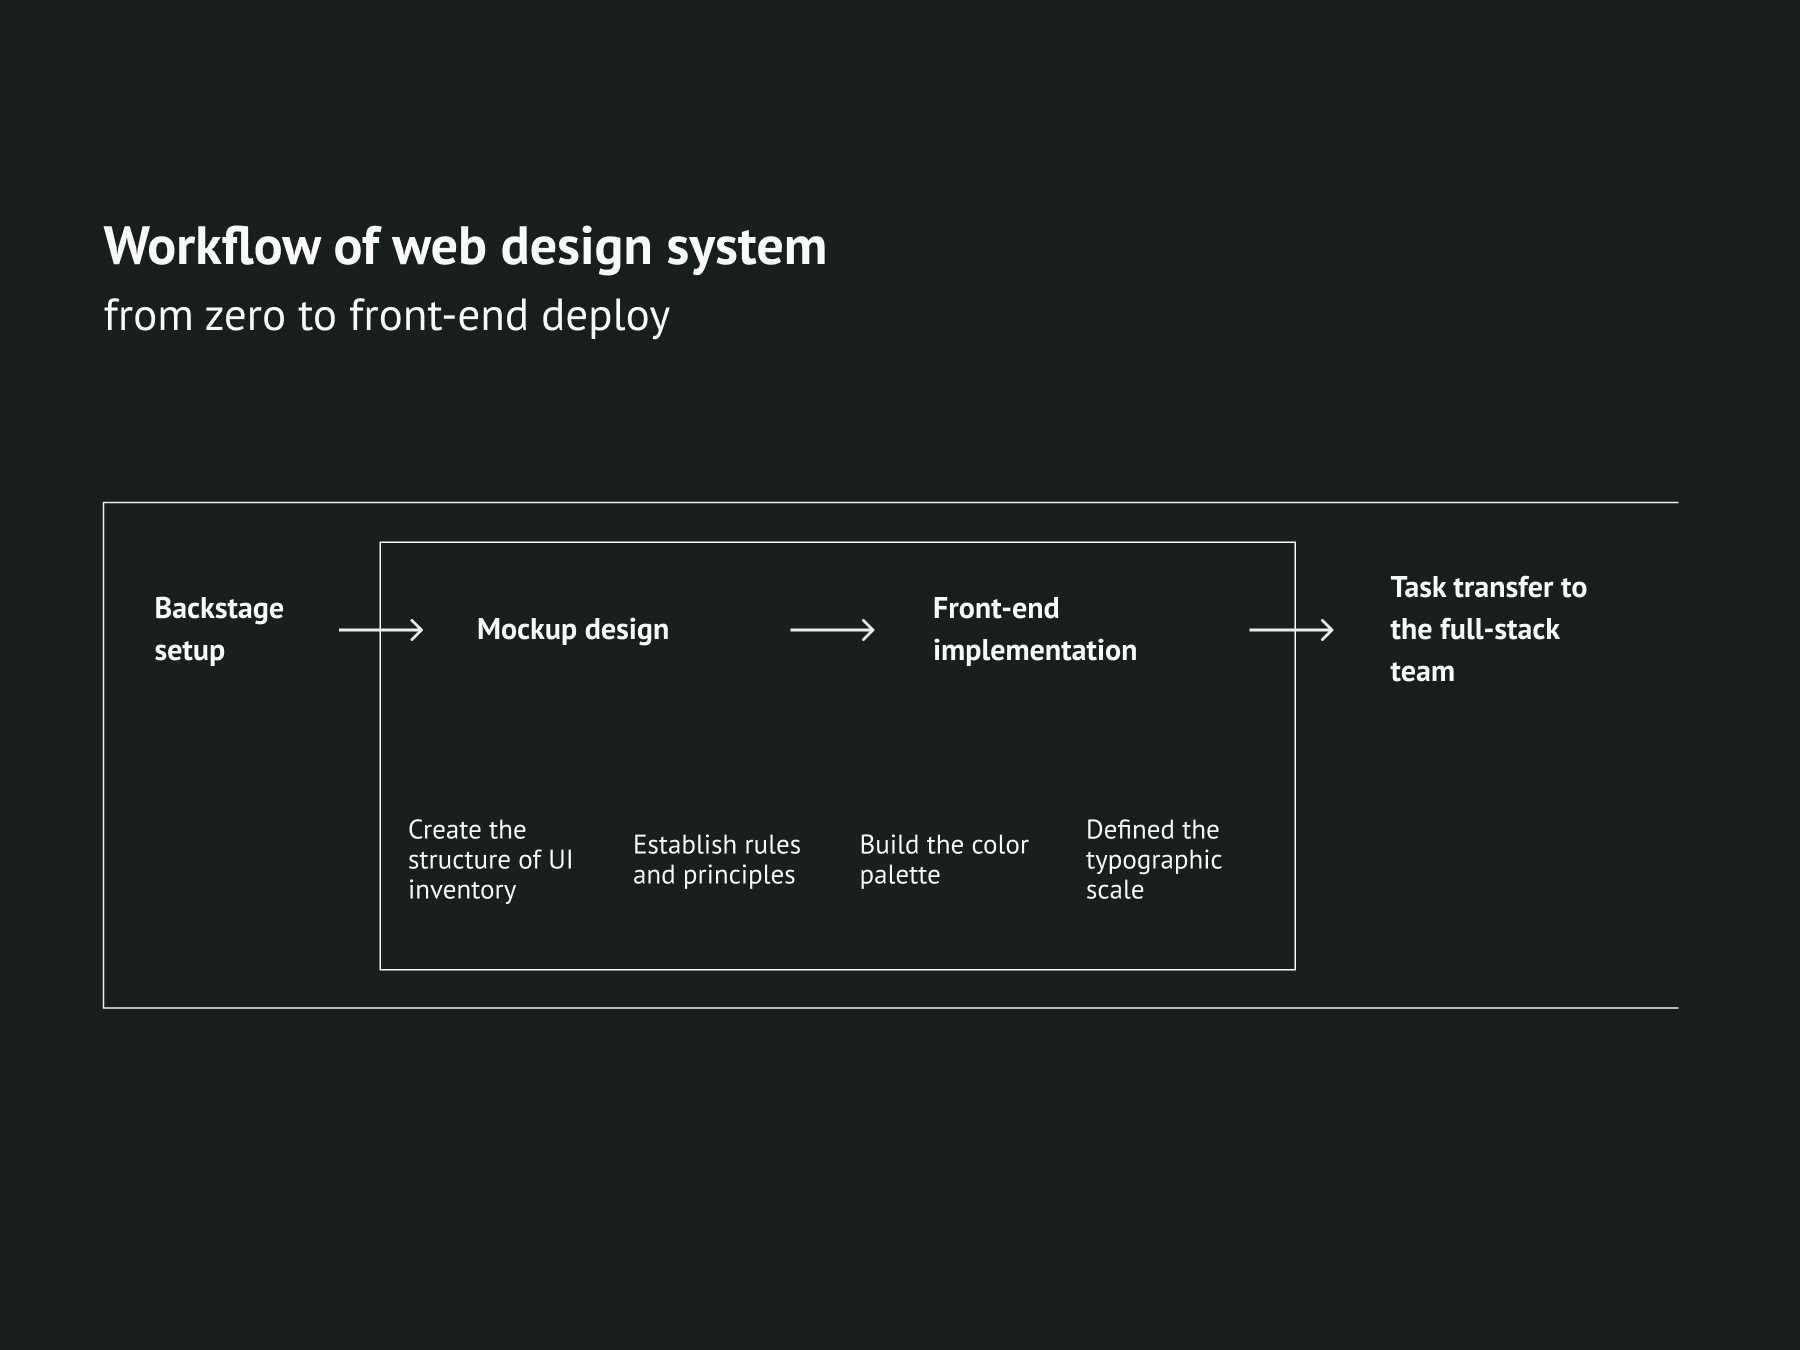 Workflow of web design system
from zero to front-end deploy
Backstage
setup
Mockup design
Front-end
implementation
Task transfer to
the full-stack
team
Create the
structure of UI
inventory
Establish rules
and principles
Build the color
palette
Defined the
typographic
scale